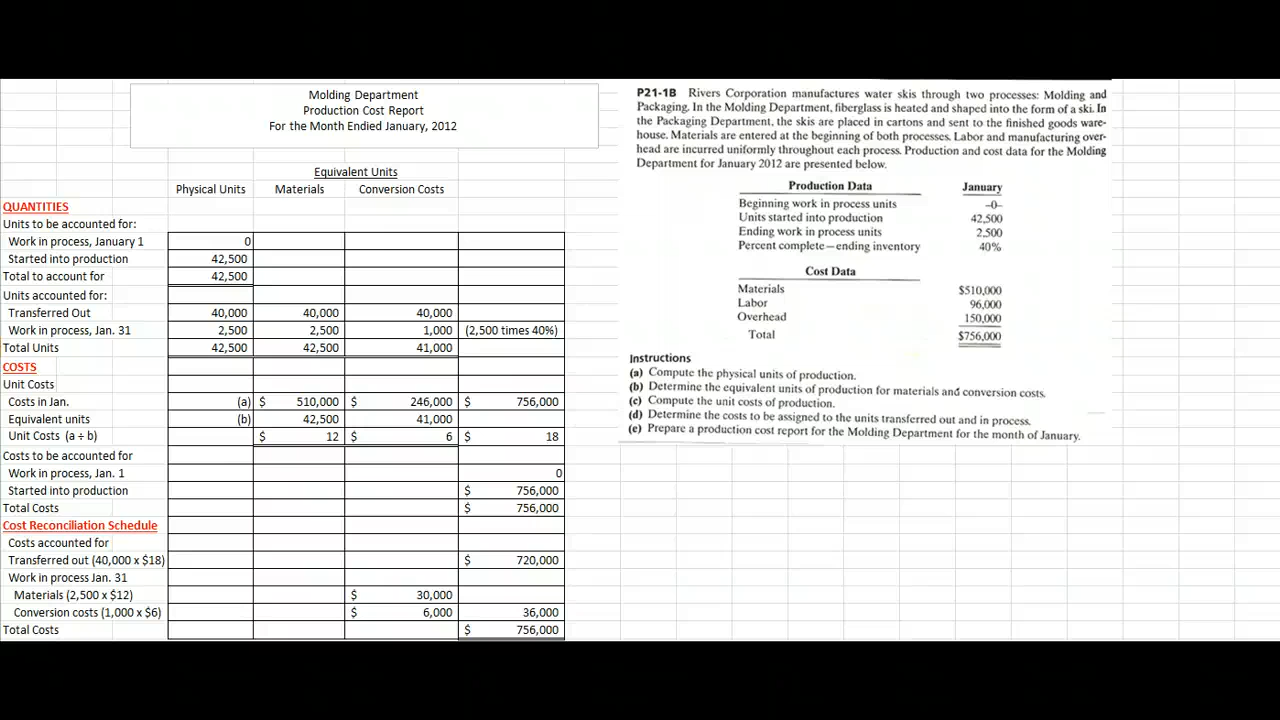 Molding Department
Production Cost Report
For the Month Ended January, 2012
Equivalent Units
Physical Units Materials Conversion Costs
QUANTITIES
Units to be accounted for:
Work in process, January 1 0
Started into production 42,500
Total to account for 42,500
Units accounted for:
Transferred Out 40,000 40,000 40,000
Work in process, Jan. 31 2,500 2,500 1,000 (2,500 times 40%)
Total Units 42,500 42,500 41,000
COSTS
Unit Costs
Costs in Jan. (a) $ 510,000 $ 246,000 $ 756,000
Equivalent units (b) 42,500 41,000
Unit Costs (a ÷ b) $ 12 $ 6 $ 18
Costs to be accounted for
Work in process, Jan. 1 0
Started into production $ 756,000
Total Costs $ 756,000
Cost Reconciliation Schedule
Costs accounted for
Transferred out (40,000 x $18) $ 720,000
Work in process Jan. 31
Materials (2,500 x $12) $ 30,000
Conversion costs (1,000 x $6) $ 6,000 36,000
Total Costs $ 756,000
P21-1B Rivers Corporation manufactures water skis through two processes: Molding and
Packaging. In the Molding Department, fiberglass is heated and shaped into the form of a ski. In
the Packaging Department, the skis are placed in cartons and sent to the finished goods ware-
house. Materials are entered at the beginning of both processes. Labor and manufacturing over-
head are incurred uniformly throughout each process. Production and cost data for the Molding
Department for January 2012 are presented below.
Production Data January
Beginning work in process units –0–
Units started into production 42,500
Ending work in process units 2,500
Percent complete—ending inventory 40%
Cost Data
Materials $510,000
Labor 96,000
Overhead 150,000
Total $756,000
Instructions
(a) Compute the physical units of production.
(b) Determine the equivalent units of production for materials and conversion costs.
(c) Compute the unit costs of production.
(d) Determine the costs to be assigned to the units transferred out and in process.
(e) Prepare a production cost report for the Molding Department for the month of January.